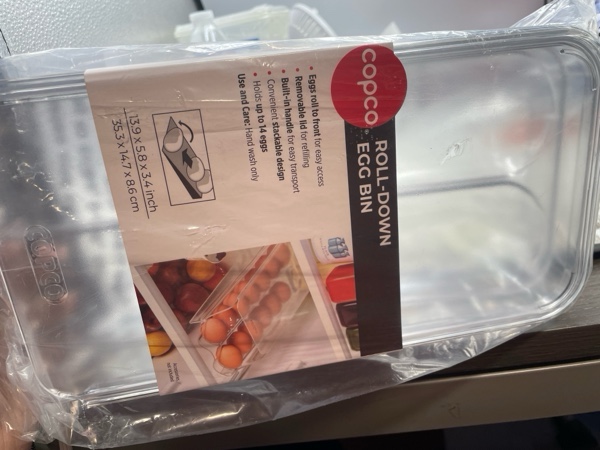 copco®
ROLL-DOWN
EGG BIN
• Eggs roll to front for easy access
• Removable lid for refilling
• Built-in handle for easy transport
• Convenient stackable design
• Holds up to 14 eggs
Use and Care: Hand wash only
13.9 x 5.8 x 3.4 inch
35.3 x 14.7 x 8.6 cm
COPCO